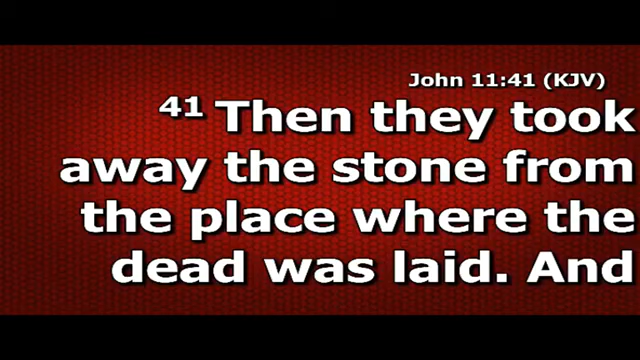 John 11:41 (KJV)
41 Then they took
away the stone from
the place where the
dead was laid. And